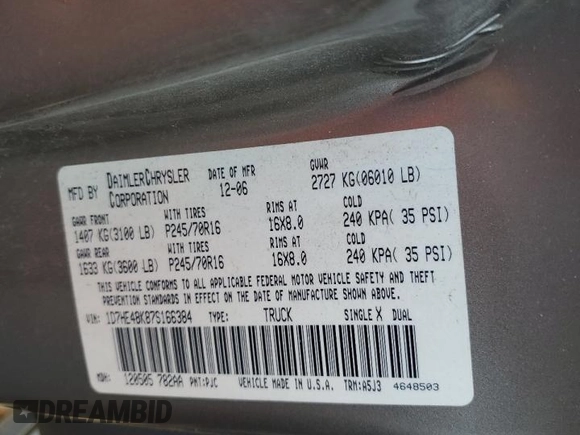 MFD BY DAIMLERCHRYSLER CORPORATION DATE OF MFR 12-06 GVWR 2727 KG(06010 LB)
GAWR FRONT WITH TIRES RIMS AT COLD
1407 KG(3100 LB) P245/70R16 16X8.0 240 KPA( 35 PSI)
GAWR REAR WITH TIRES RIMS AT COLD
1633 KG(3600 LB) P245/70R16 16X8.0 240 KPA( 35 PSI)
THIS VEHICLE CONFORMS TO ALL APPLICABLE FEDERAL MOTOR VEHICLE SAFETY AND THEFT
PREVENTION STANDARDS IN EFFECT ON THE DATE OF MANUFACTURE SHOWN ABOVE.
VIN: 1D7HE48K87S166384 TYPE: TRUCK SINGLE X DUAL
MDH: 120505 782AA PNT:PJC VEHICLE MADE IN U.S.A. TRM:A5J3 4648503
DREAMBID